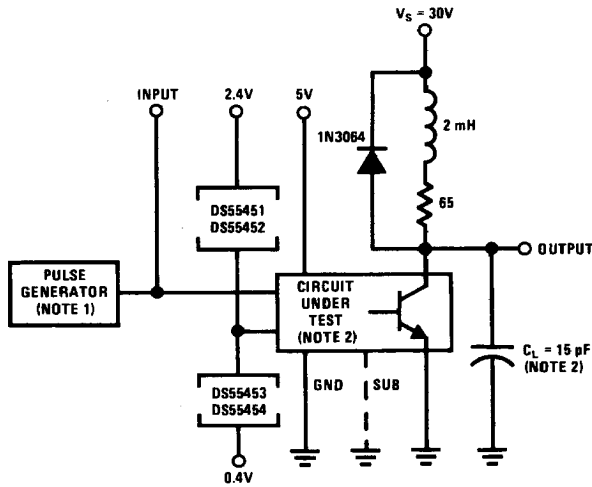 V_S = 30V
INPUT
2.4V
5V
1N3064
2 mH
65
DS55451
DS55452
OUTPUT
PULSE
GENERATOR
(NOTE 1)
CIRCUIT
UNDER
TEST
(NOTE 2)
C_L = 15 pF
(NOTE 2)
GND
SUB
DS55453
DS55454
0.4V